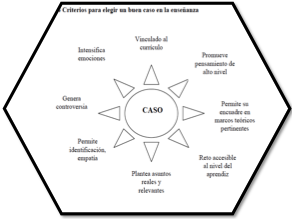 Criterios para elegir un buen caso en la enseñanza
Vinculado al
currículo
Intensifica
emociones
Promueve
pensamiento de
alto nivel
Genera
controversia
CASO
Permite su
encuadre en
marcos teóricos
pertinentes
Permite
identificación,
empatía
Reto accesible
al nivel del
aprendiz
Plantea asuntos
reales y
relevantes